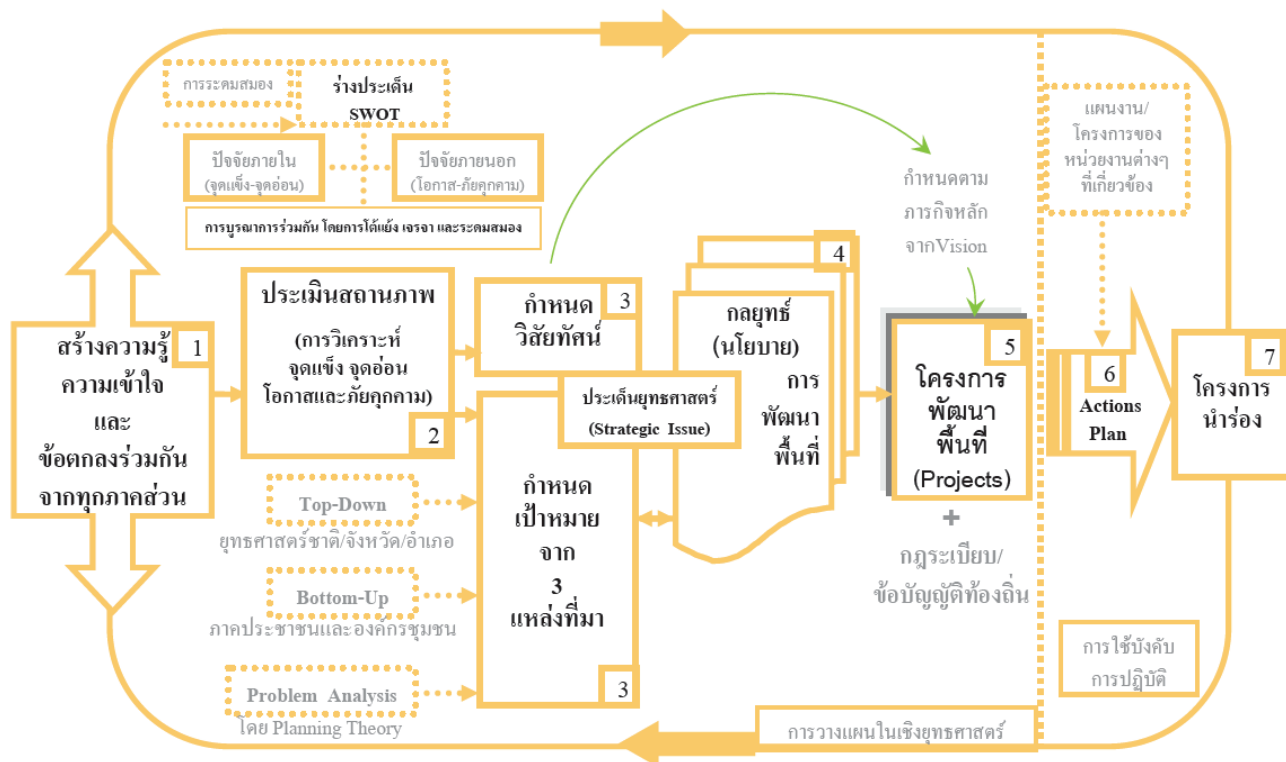 การระดมสมอง
ร่างประเด็น
SWOT
ปัจจัยภายใน
(จุดแข็ง-จุดอ่อน)
ปัจจัยภายนอก
(โอกาส-ภัยคุกคาม)
การบูรณาการร่วมกัน โดยการโต้แย้ง เจรจา และระดมสมอง
แผนงาน/
โครงการของ
หน่วยงานต่างๆ
ที่เกี่ยวข้อง
กำหนดตาม
ภารกิจหลัก
จากVision
สร้างความรู้
ความเข้าใจ
และ
ข้อตกลงร่วมกัน
จากทุกภาคส่วน
1
ประเมินสถานภาพ
(การวิเคราะห์
จุดแข็ง จุดอ่อน
โอกาสและภัยคุกคาม)
2
กำหนด
วิสัยทัศน์
3
ประเด็นยุทธศาสตร์
(Strategic Issue)
กำหนด
เป้าหมาย
จาก
3
แหล่งที่มา
3
4
กลยุทธ์
(นโยบาย)
การ
พัฒนา
พื้นที่
5
โครงการ
พัฒนา
พื้นที่
(Projects)
+
กฎระเบียบ/
ข้อบัญญัติท้องถิ่น
6
Actions
Plan
7
โครงการ
นำร่อง
Top-Down
ยุทธศาสตร์ชาติ/จังหวัด/อำเภอ
Bottom-Up
ภาคประชาชนและองค์กรชุมชน
Problem Analysis
โดย Planning Theory
การใช้บังคับ
การปฏิบัติ
การวางแผนในเชิงยุทธศาสตร์